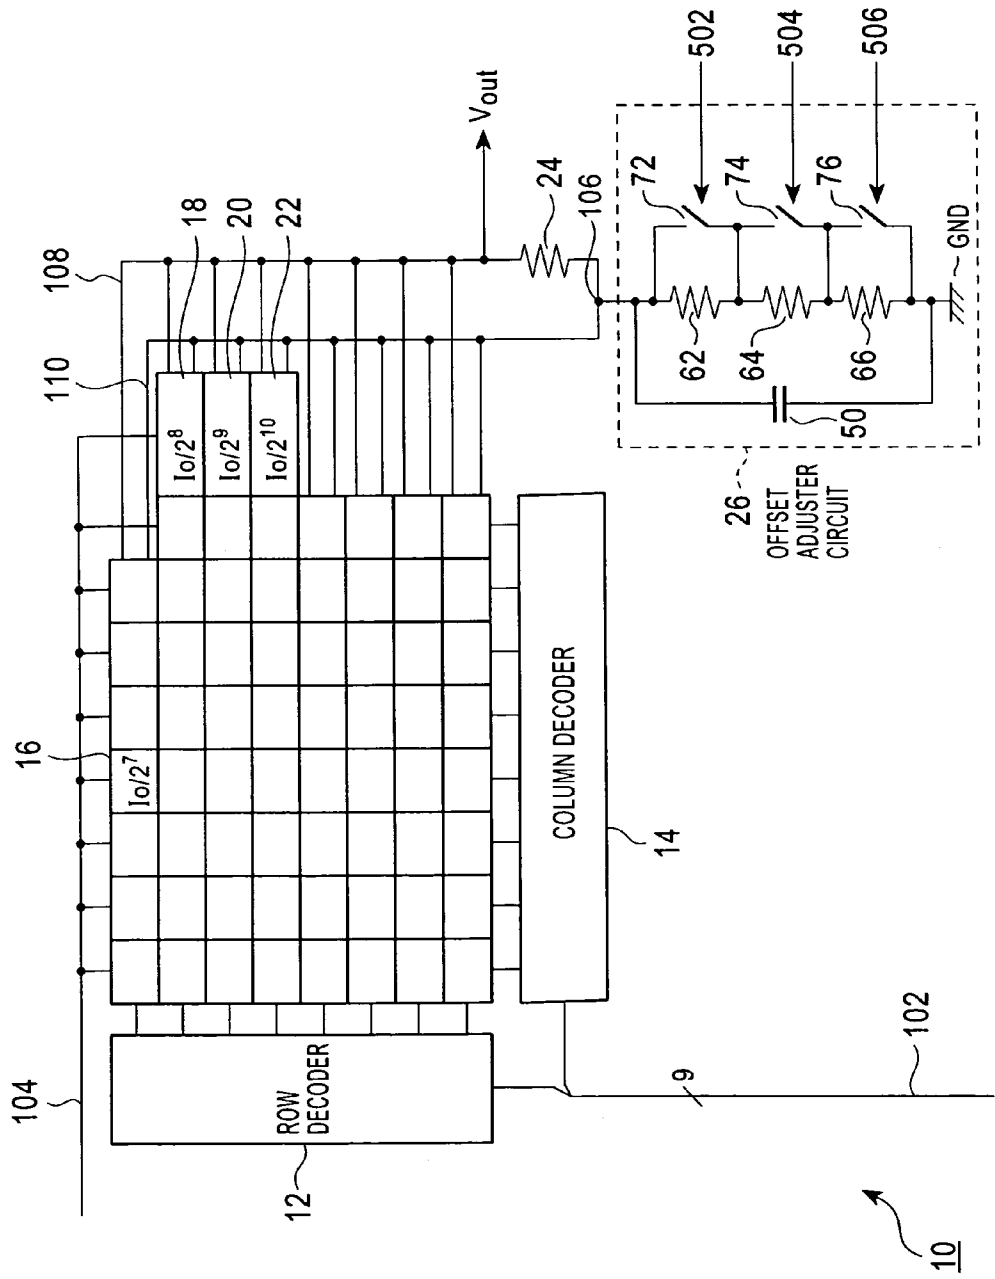 104
16
110
108
Io/2⁷
Io/2⁸
Io/2⁹
Io/2¹⁰
18
20
22
Vout
ROW
DECODER
12
COLUMN DECODER
14
24
106
9
102
10
26
OFFSET
ADJUSTER
CIRCUIT
50
62
64
66
72
74
76
502
504
506
GND